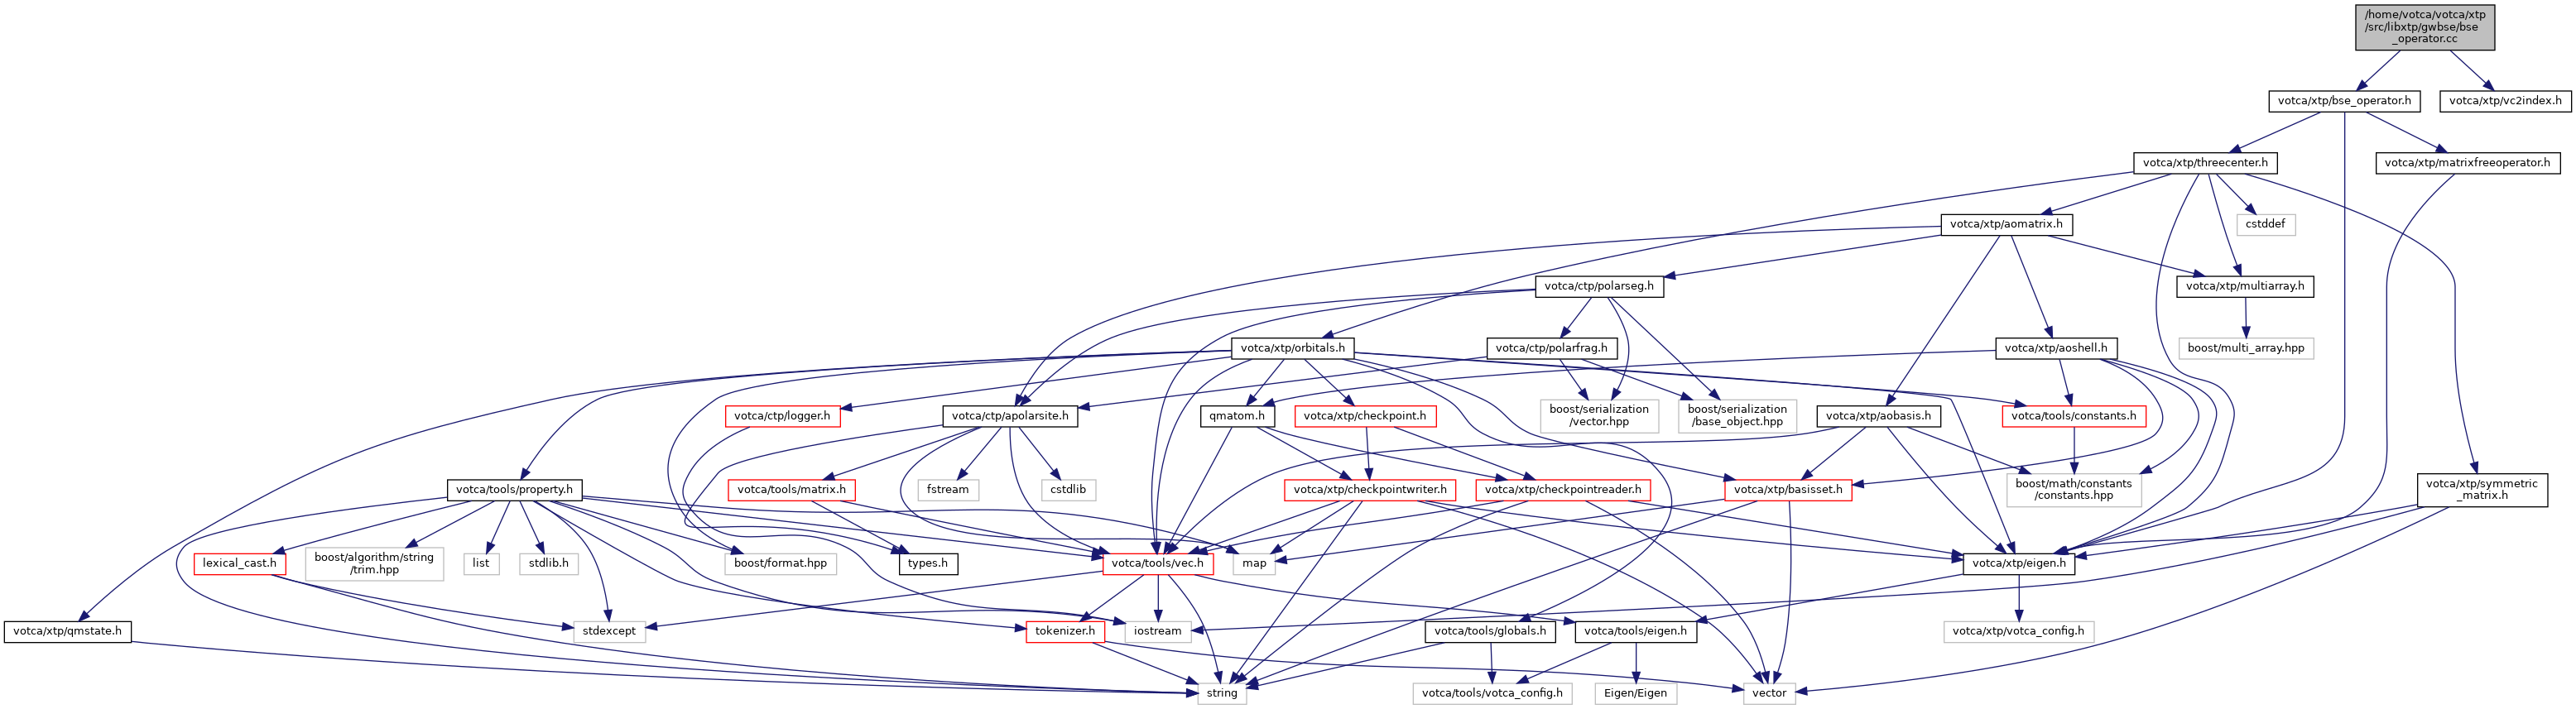 /home/votca/votca/xtp
/src/libxtp/gwbse/bse
_operator.cc
votca/xtp/bse_operator.h
votca/xtp/vc2index.h
votca/xtp/threecenter.h
votca/xtp/matrixfreeoperator.h
votca/xtp/aomatrix.h
cstddef
votca/ctp/polarseg.h
votca/xtp/multiarray.h
votca/xtp/orbitals.h
votca/ctp/polarfrag.h
votca/xtp/aoshell.h
boost/multi_array.hpp
votca/ctp/logger.h
votca/ctp/apolarsite.h
qmatom.h
votca/xtp/checkpoint.h
boost/serialization
/vector.hpp
boost/serialization
/base_object.hpp
votca/xtp/aobasis.h
votca/tools/constants.h
votca/tools/property.h
votca/tools/matrix.h
fstream
cstdlib
votca/xtp/checkpointwriter.h
votca/xtp/checkpointreader.h
votca/xtp/basisset.h
boost/math/constants
/constants.hpp
votca/xtp/symmetric
_matrix.h
lexical_cast.h
boost/algorithm/string
/trim.hpp
list
stdlib.h
boost/format.hpp
types.h
votca/tools/vec.h
map
votca/xtp/eigen.h
votca/xtp/qmstate.h
stdexcept
tokenizer.h
iostream
votca/tools/globals.h
votca/tools/eigen.h
votca/xtp/votca_config.h
string
votca/tools/votca_config.h
Eigen/Eigen
vector